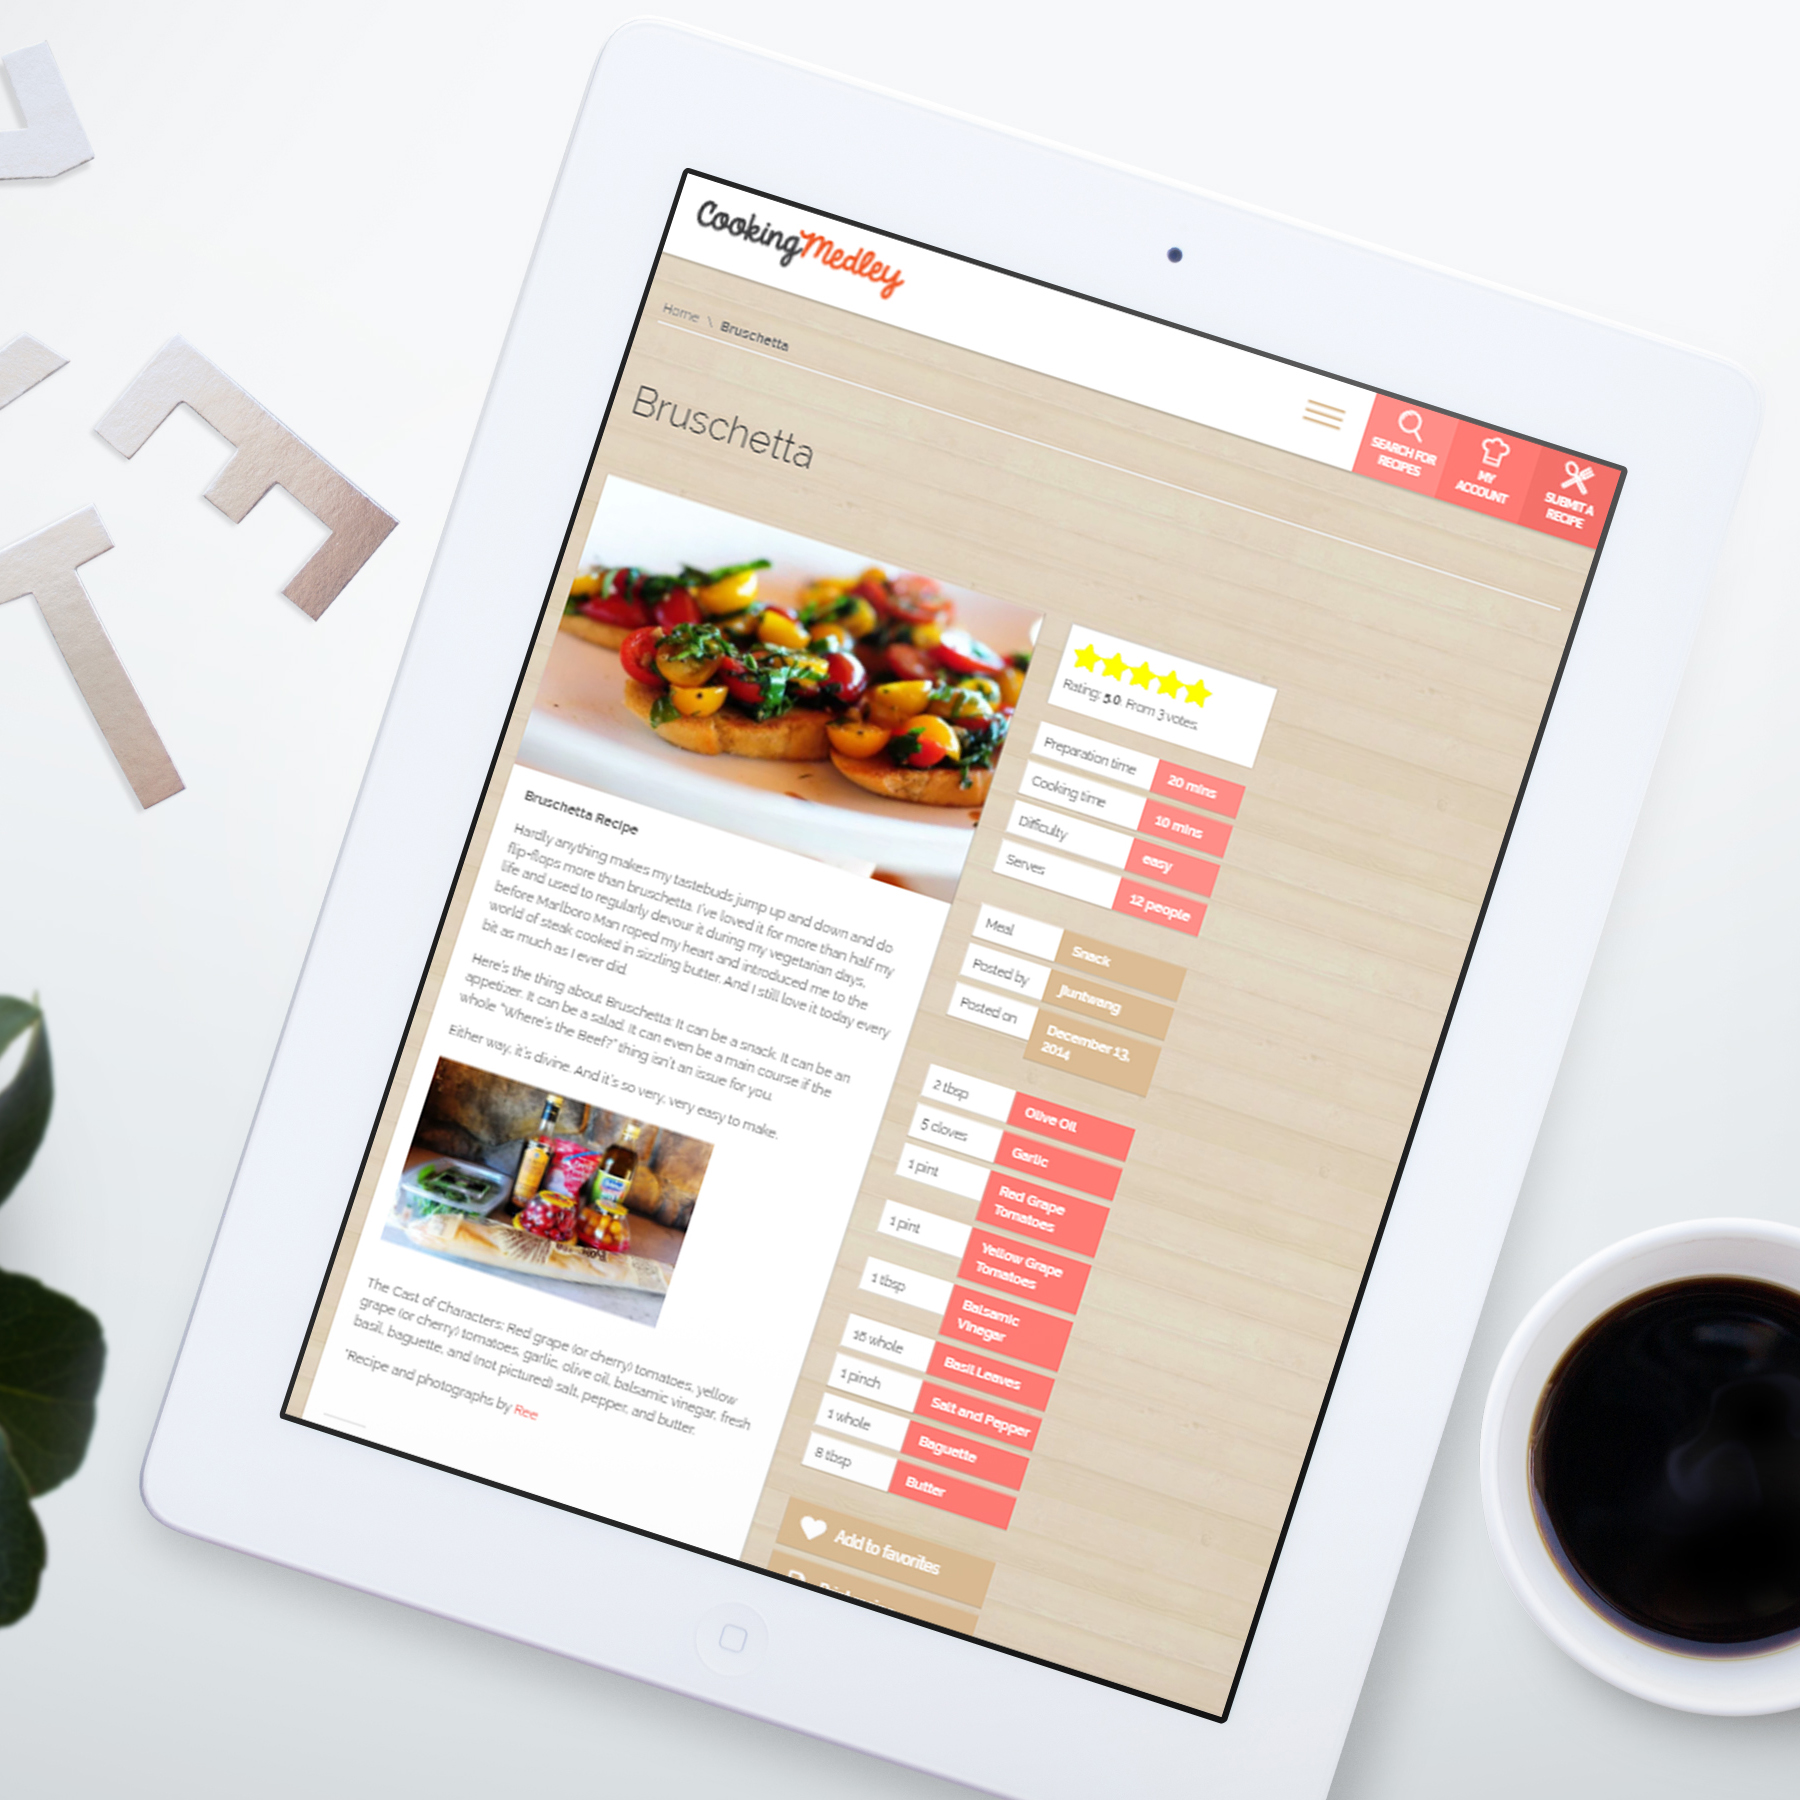 CookingMedley
SEARCH FOR
RECIPES
MY
ACCOUNT
SUBMIT A
RECIPE
Home \ Bruschetta
Bruschetta
Rating: 5.0. From 3 votes.
Preparation time 20 mins
Cooking time 10 mins
Difficulty easy
Serves 12 people
Meal Snack
Posted by Jiuntwang
Posted on December 13,
2014
2 tbsp Olive Oil
5 cloves Garlic
1 pint Red Grape
Tomatoes
1 pint Yellow Grape
Tomatoes
1 tbsp Balsamic
Vinegar
16 whole Basil Leaves
1 pinch Salt and Pepper
1 whole Baguette
8 tbsp Butter
Add to favorites
Bruschetta Recipe
Hardly anything makes my tastebuds jump up and down and do
flip-flops more than bruschetta. I've loved it for more than half my
life and used to regularly devour it during my vegetarian days,
before Marlboro Man roped my heart and introduced me to the
world of steak cooked in sizzling butter. And I still love it today every
bit as much as I ever did.
Here's the thing about Bruschetta: It can be a snack. It can be an
appetizer. It can be a salad. It can even be a main course if the
whole "Where's the Beef?" thing isn't an issue for you.
Either way, it's divine. And it's so very, very easy to make.
The Cast of Characters: Red grape (or cherry) tomatoes, yellow
grape (or cherry) tomatoes, garlic, olive oil, balsamic vinegar, fresh
basil, baguette, and (not pictured) salt, pepper, and butter.
*Recipe and photographs by Ree
E
T